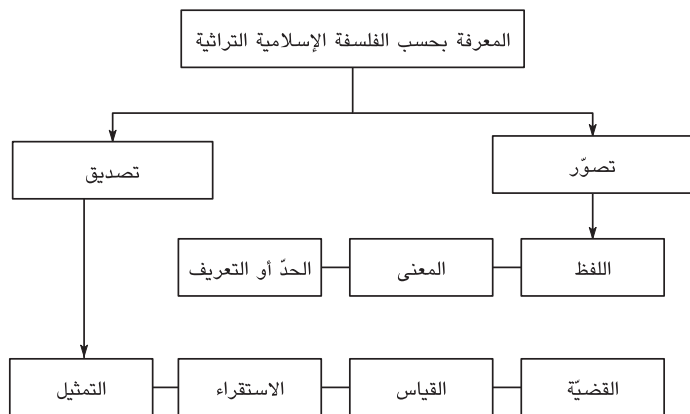 المعرفة بحسب الفلسفة الإسلامية التراثية
تصوّر
تصديق
اللفظ
المعنى
الحدّ أو التعريف
القضيّة
القياس
الاستقراء
التمثيل